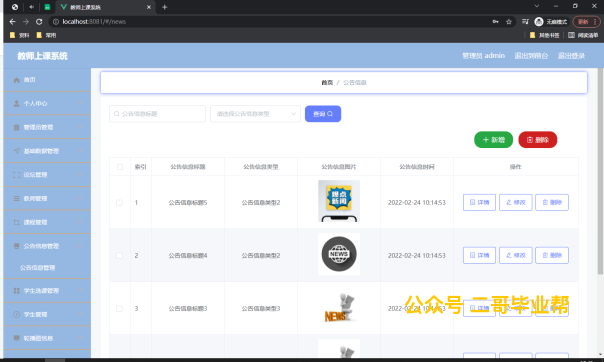 教师上课系统
localhost:8081/#/news
无痕模式
更新
资料
常用
其他书签
阅读清单
教师上课系统
管理员 admin
退出到前台
退出登录
首页
个人中心
管理员管理
基础数据管理
论坛管理
教师管理
课程管理
公告信息管理
公告信息管理
学生选课管理
学生管理
轮播图信息
首页 / 公告信息
公告信息标题
请选择公告信息类型
查询
新增
删除
索引 公告信息标题 公告信息类型 公告信息图片 公告信息时间 操作
热点新闻
1 公告信息标题5 公告信息类型2 2022-02-24 10:14:53 详情 修改 删除
NEWS
2 公告信息标题4 公告信息类型2 2022-02-24 10:14:53 详情 修改 删除
NEWS
3 公告信息标题3 公告信息类型3 2022-02-24 10:14:53 详情 修改 删除
公众号 二哥毕业帮